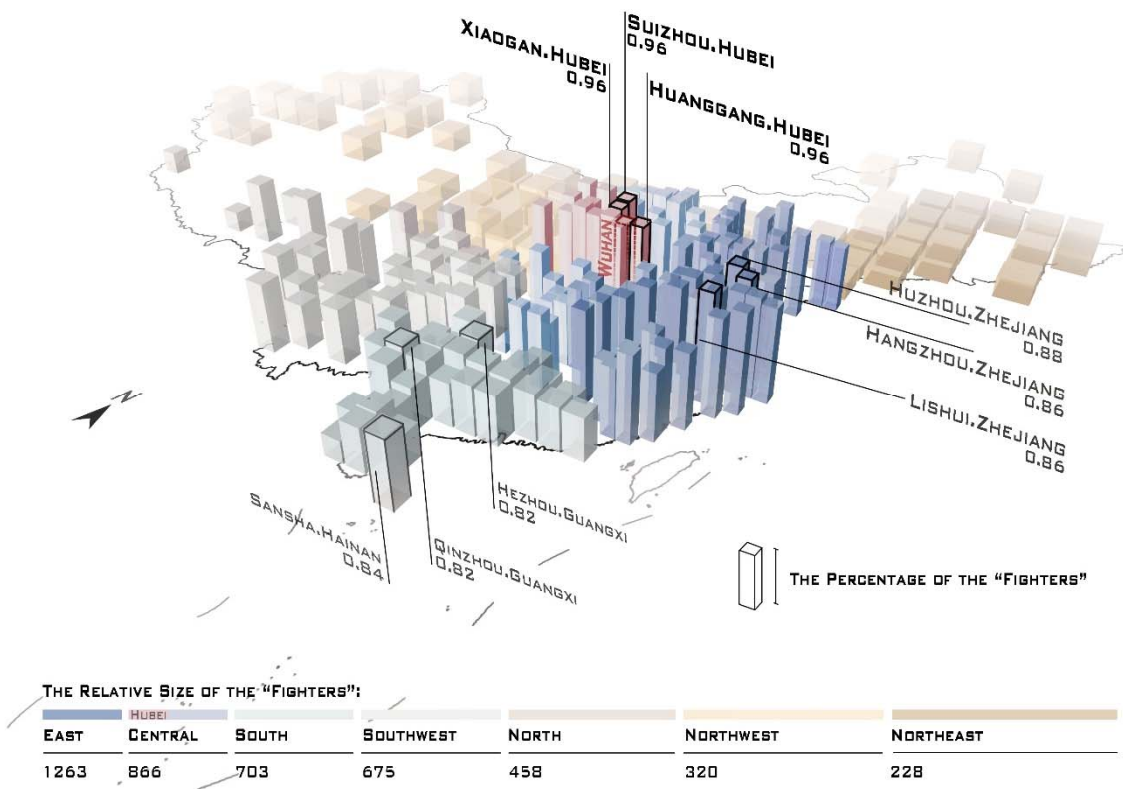 SUIZHOU.HUBEI
0.96
XIAOGAN.HUBEI
0.96
HUANGGANG.HUBEI
0.96
WUHAN
HUZHOU.ZHEJIANG
0.88
HANGZHOU.ZHEJIANG
0.86
LISHUI.ZHEJIANG
0.86
N
HEZHOU.GUANGXI
0.82
QINZHOU.GUANGXI
0.82
SANSHA.HAINAN
0.84
THE PERCENTAGE OF THE “FIGHTERS”
THE RELATIVE SIZE OF THE “FIGHTERS”:
HUBEI
EAST CENTRAL SOUTH SOUTHWEST NORTH NORTHWEST NORTHEAST
1263 866 703 675 458 320 228